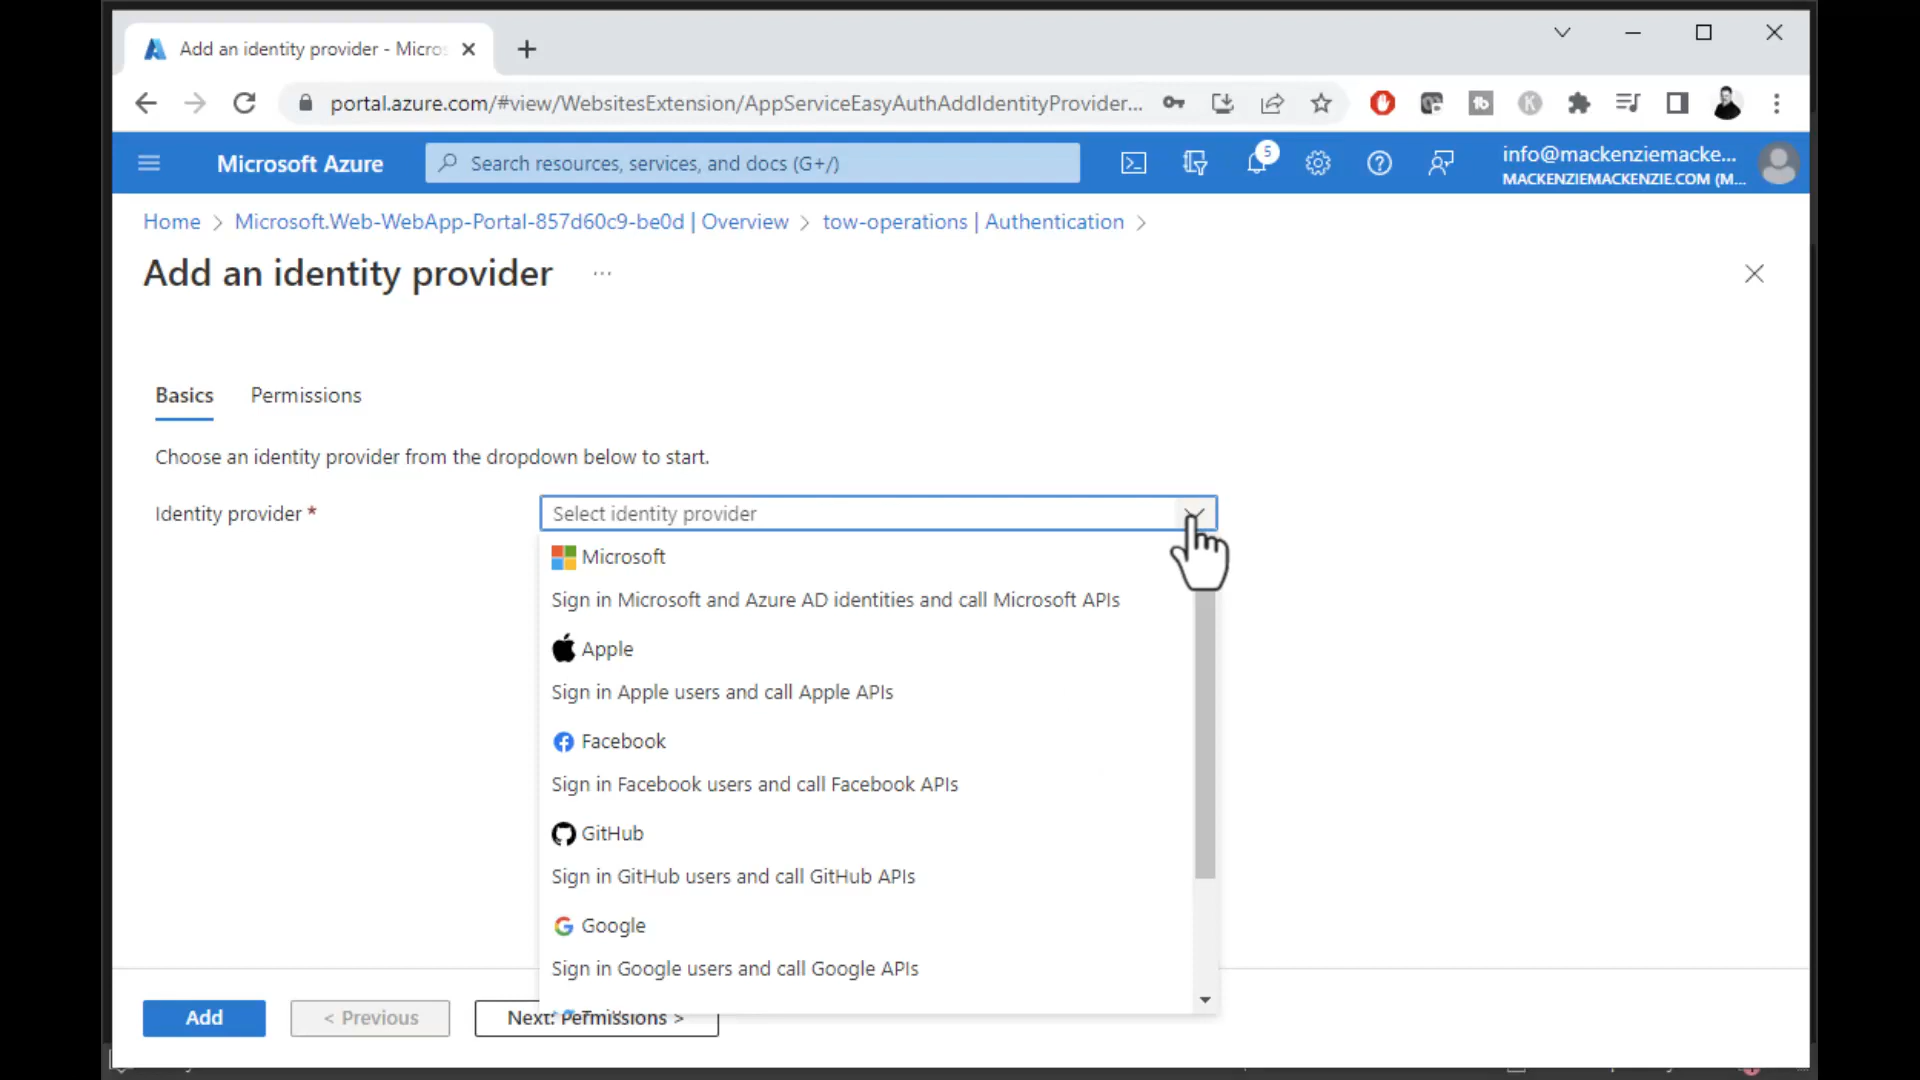 Add an identity provider - Micros
portal.azure.com/#view/WebsitesExtension/AppServiceEasyAuthAddIdentityProvider...
Microsoft Azure
Search resources, services, and docs (G+/)
5
info@mackenziemacke...
MACKENZIEMACKENZIE.COM (M...
Home > Microsoft.Web-WebApp-Portal-857d60c9-be0d | Overview > tow-operations | Authentication >
Add an identity provider ...
Basics Permissions
Choose an identity provider from the dropdown below to start.
Identity provider *
Select identity provider
Microsoft
Sign in Microsoft and Azure AD identities and call Microsoft APIs
Apple
Sign in Apple users and call Apple APIs
Facebook
Sign in Facebook users and call Facebook APIs
GitHub
Sign in GitHub users and call GitHub APIs
Google
Sign in Google users and call Google APIs
Add
< Previous
Next: Permissions >